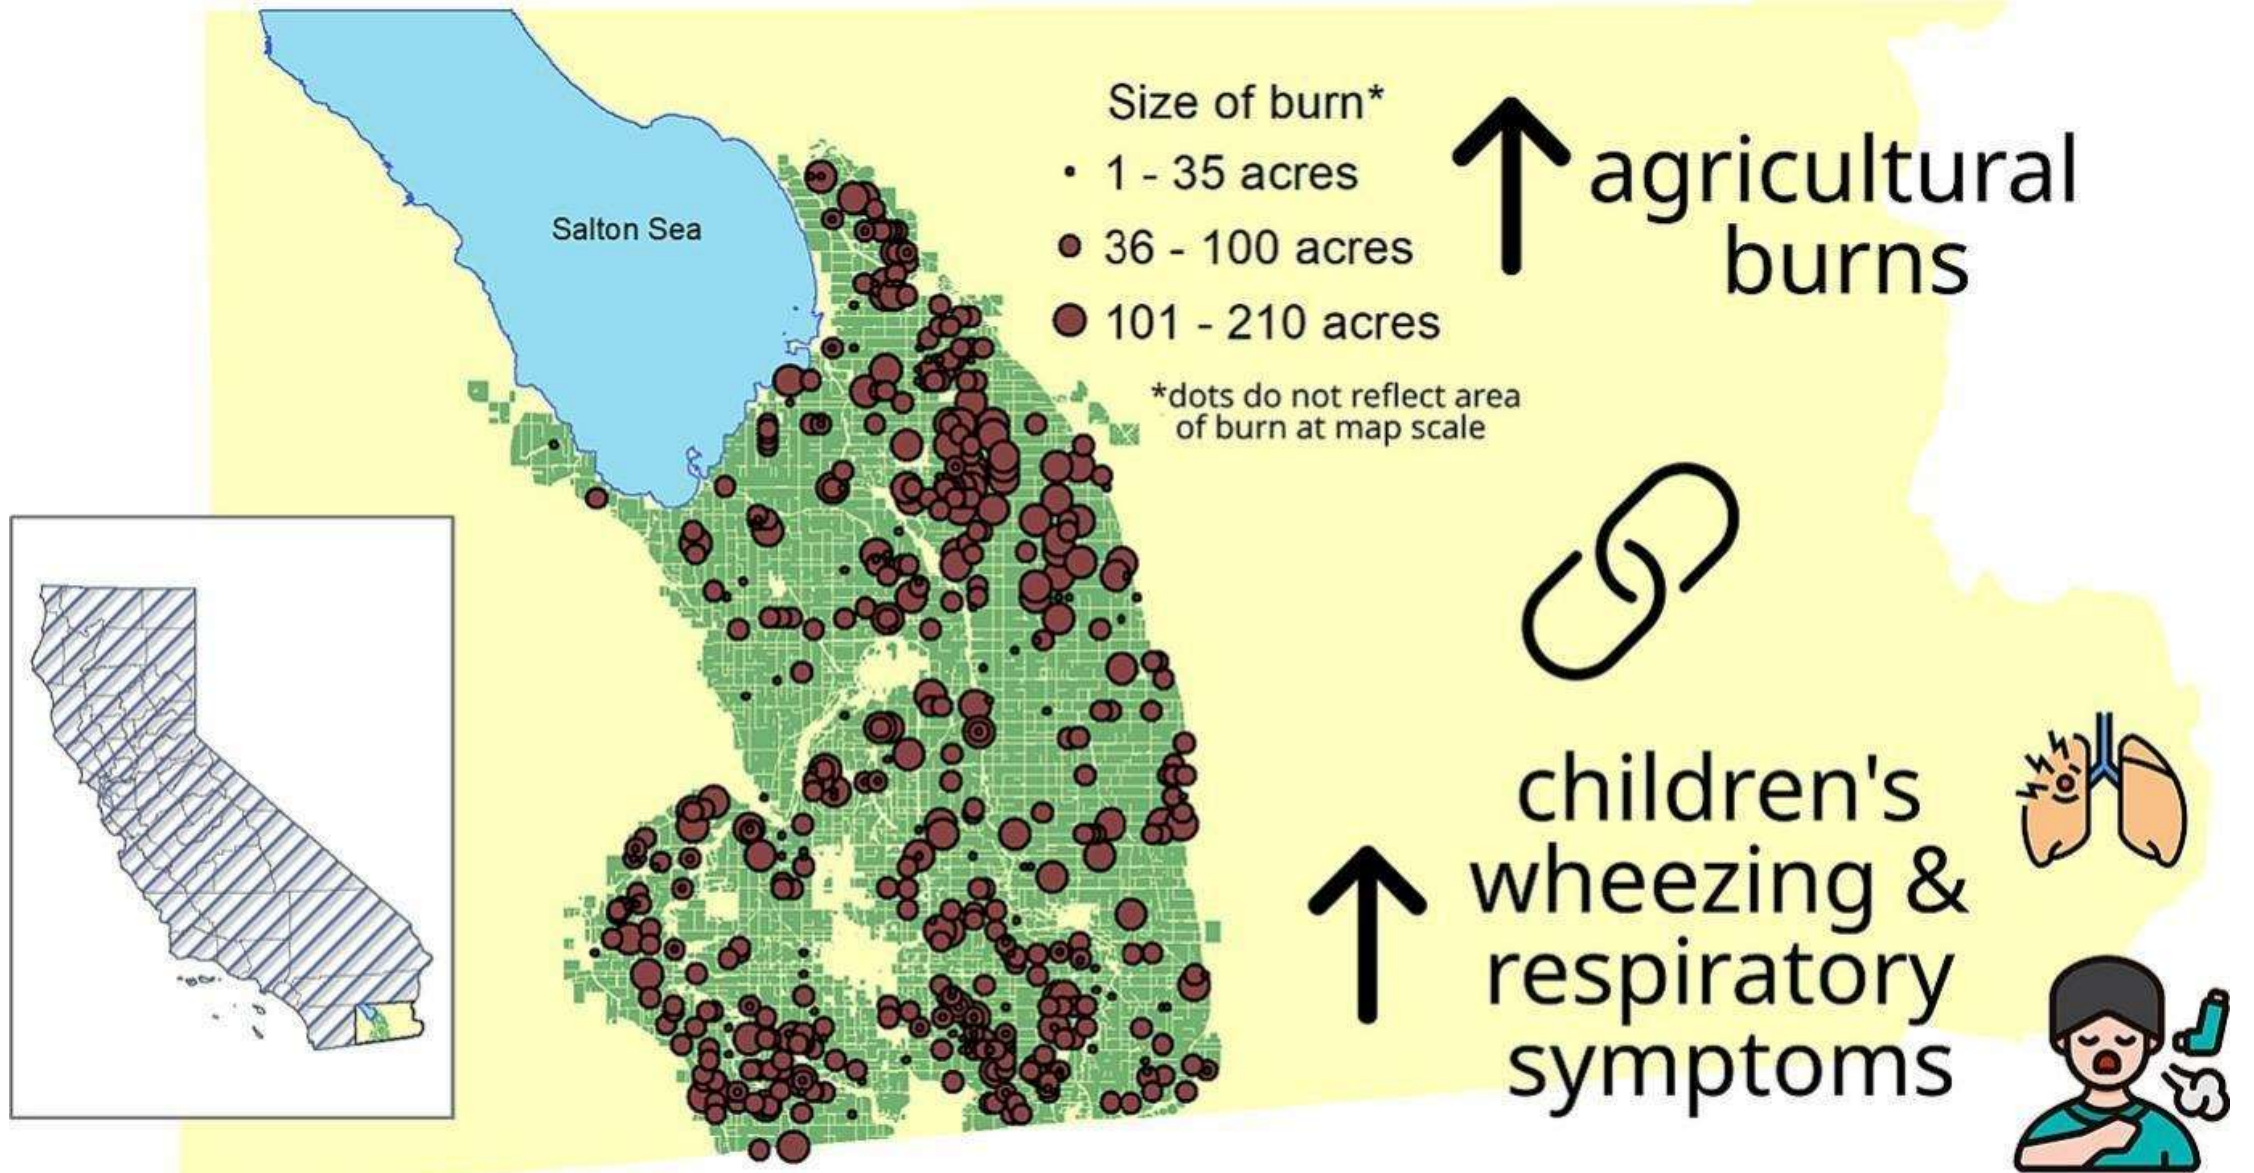 Salton Sea
Size of burn*
1 - 35 acres
36 - 100 acres
101 - 210 acres
*dots do not reflect area
of burn at map scale
agricultural
burns
children's
wheezing &
respiratory
symptoms